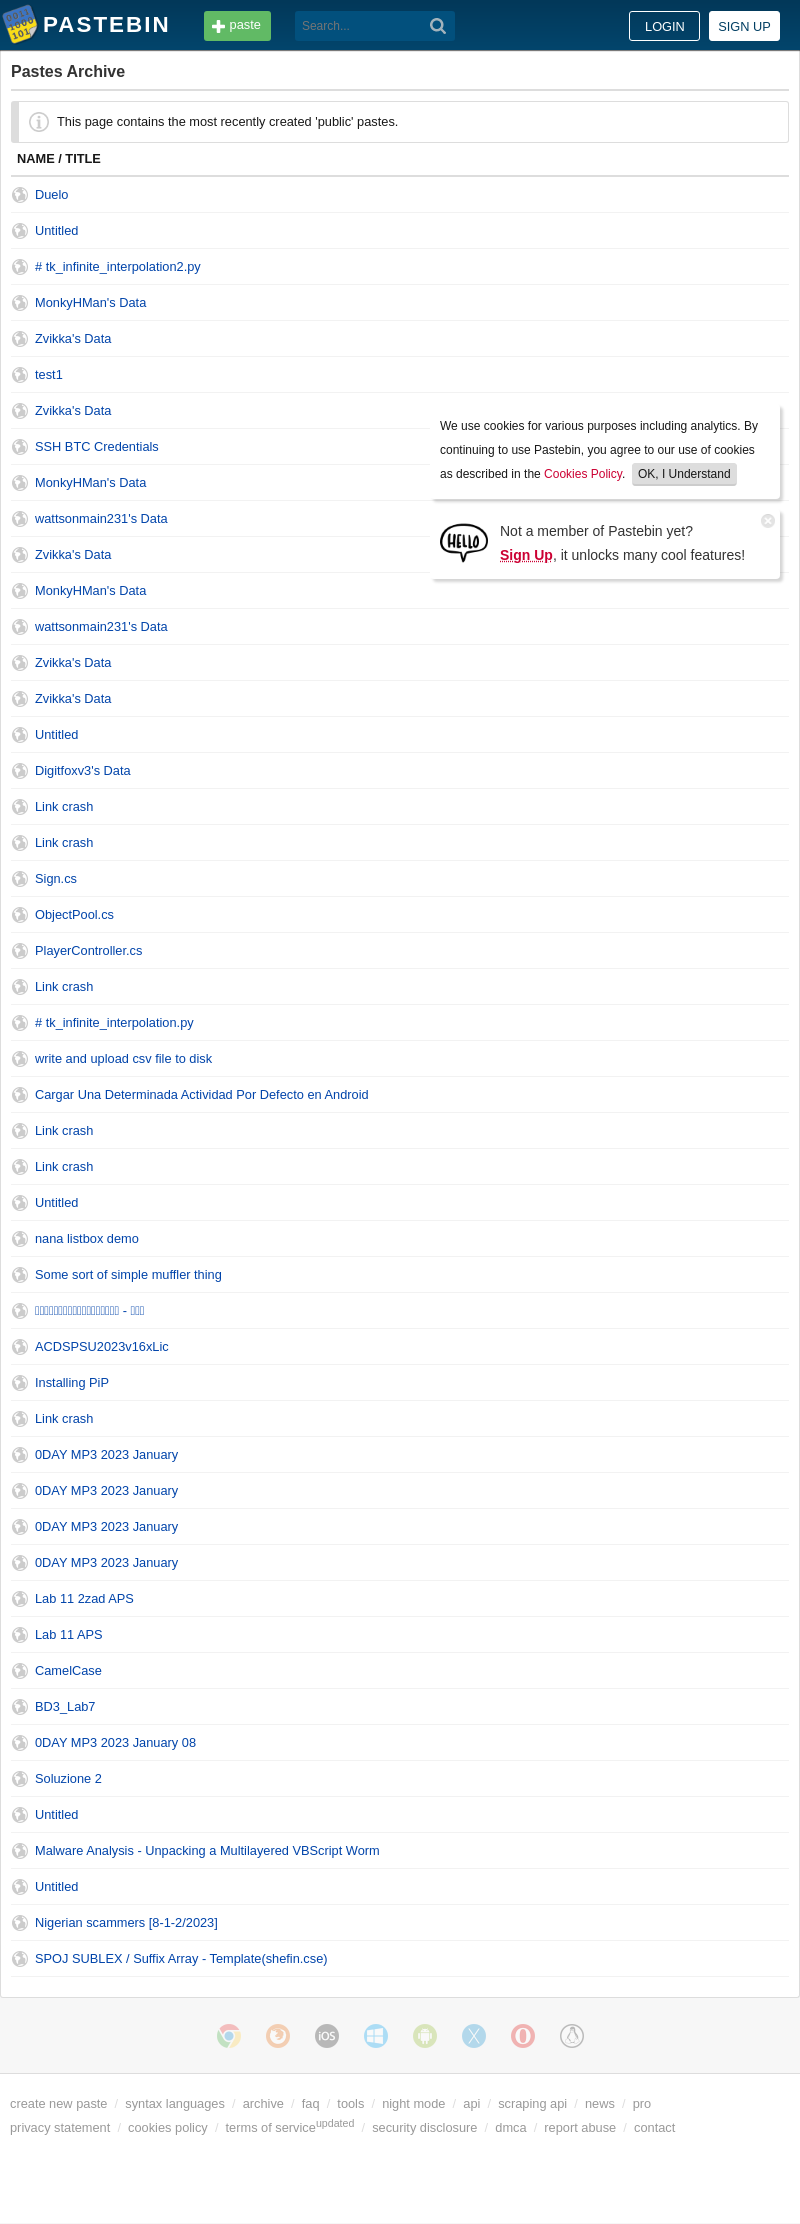 PASTEBIN
paste
Search...
LOGIN
SIGN UP
Pastes Archive
This page contains the most recently created 'public' pastes.
NAME / TITLE
Duelo
Untitled
# tk_infinite_interpolation2.py
MonkyHMan's Data
Zvikka's Data
test1
Zvikka's Data
SSH BTC Credentials
MonkyHMan's Data
wattsonmain231's Data
Zvikka's Data
We use cookies for various purposes including analytics. By
continuing to use Pastebin, you agree to our use of cookies
as described in the Cookies Policy. OK, I Understand
HELLO
Not a member of Pastebin yet?
Sign Up, it unlocks many cool features!
MonkyHMan's Data
wattsonmain231's Data
Zvikka's Data
Zvikka's Data
Untitled
Digitfoxv3's Data
Link crash
Link crash
Sign.cs
ObjectPool.cs
PlayerController.cs
Link crash
# tk_infinite_interpolation.py
write and upload csv file to disk
Cargar Una Determinada Actividad Por Defecto en Android
Link crash
Link crash
Untitled
nana listbox demo
Some sort of simple muffler thing
ACDSPSU2023v16xLic
Installing PiP
Link crash
0DAY MP3 2023 January
0DAY MP3 2023 January
0DAY MP3 2023 January
0DAY MP3 2023 January
Lab 11 2zad APS
Lab 11 APS
CamelCase
BD3_Lab7
0DAY MP3 2023 January 08
Soluzione 2
Untitled
Malware Analysis - Unpacking a Multilayered VBScript Worm
Untitled
Nigerian scammers [8-1-2/2023]
SPOJ SUBLEX / Suffix Array - Template(shefin.cse)
iOS
create new paste / syntax languages / archive / faq / tools / night mode / api / scraping api / news / pro
privacy statement / cookies policy / terms of serviceupdated / security disclosure / dmca / report abuse / contact